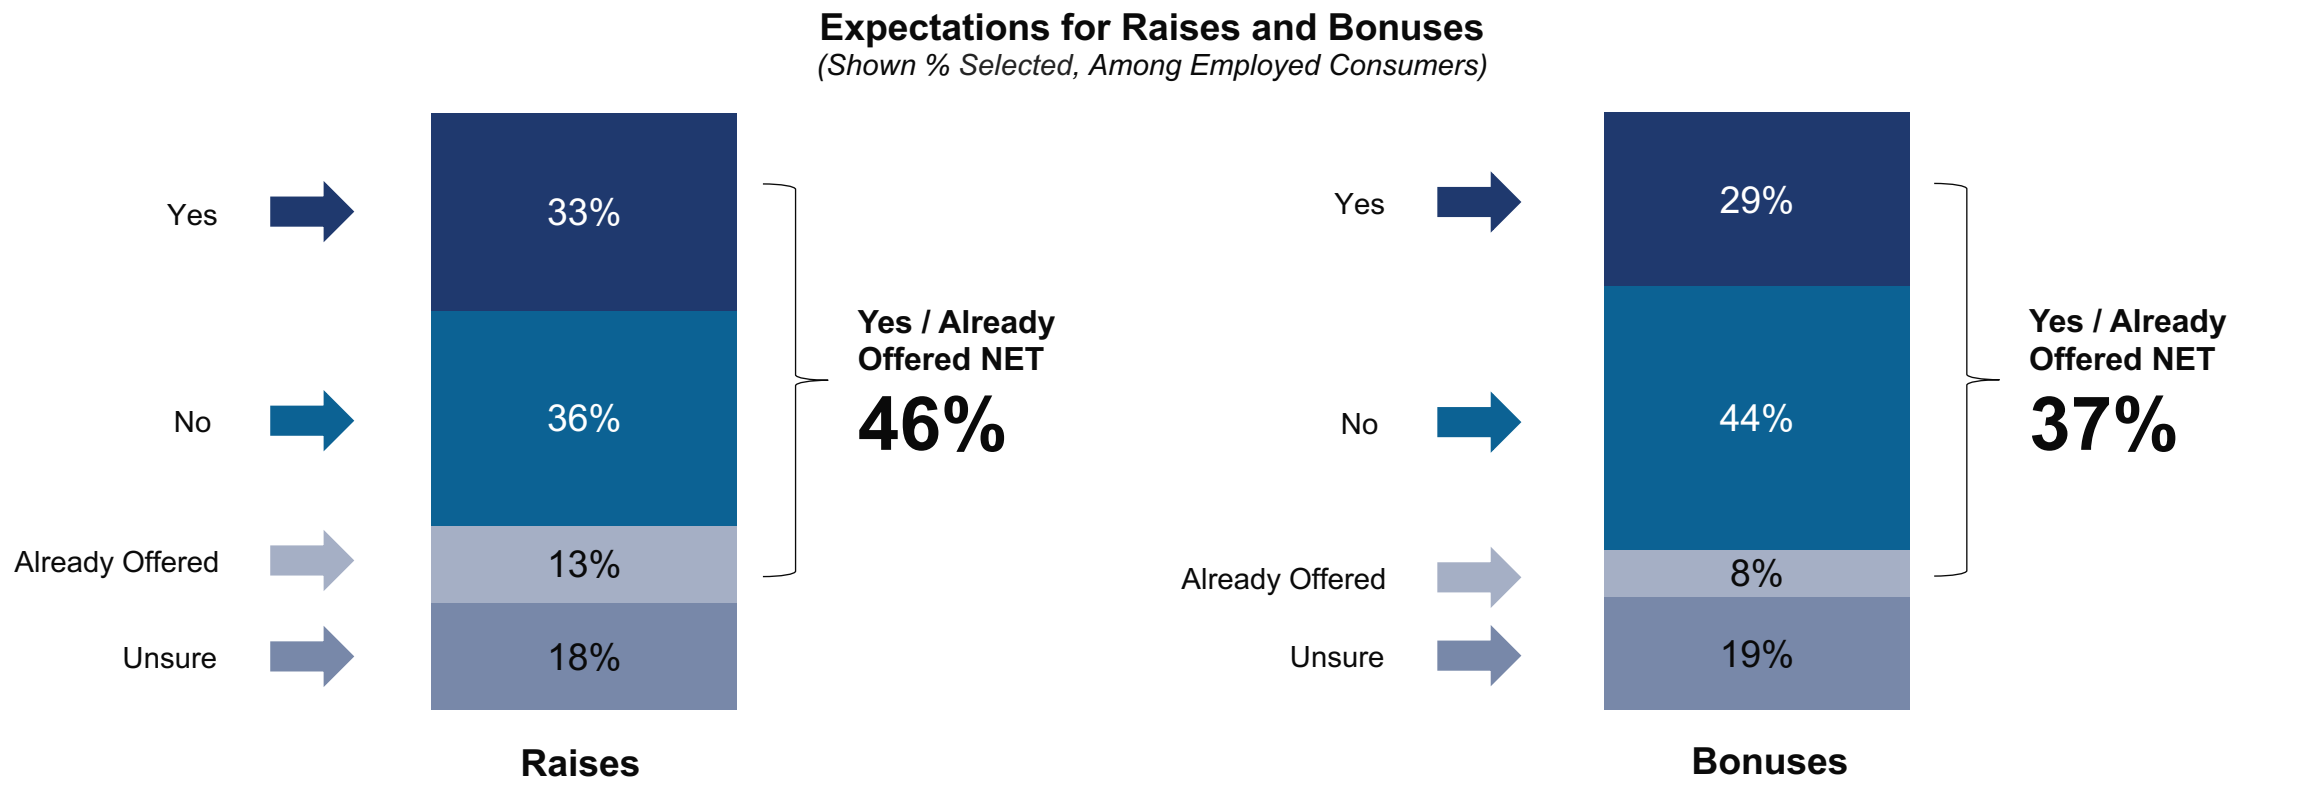 Expectations for Raises and Bonuses
(Shown % Selected, Among Employed Consumers)
Yes
33%
No
36%
Already Offered
13%
Unsure
18%
Yes / Already
Offered NET
46%
Raises
Yes
29%
No
44%
Already Offered
8%
Unsure
19%
Yes / Already
Offered NET
37%
Bonuses